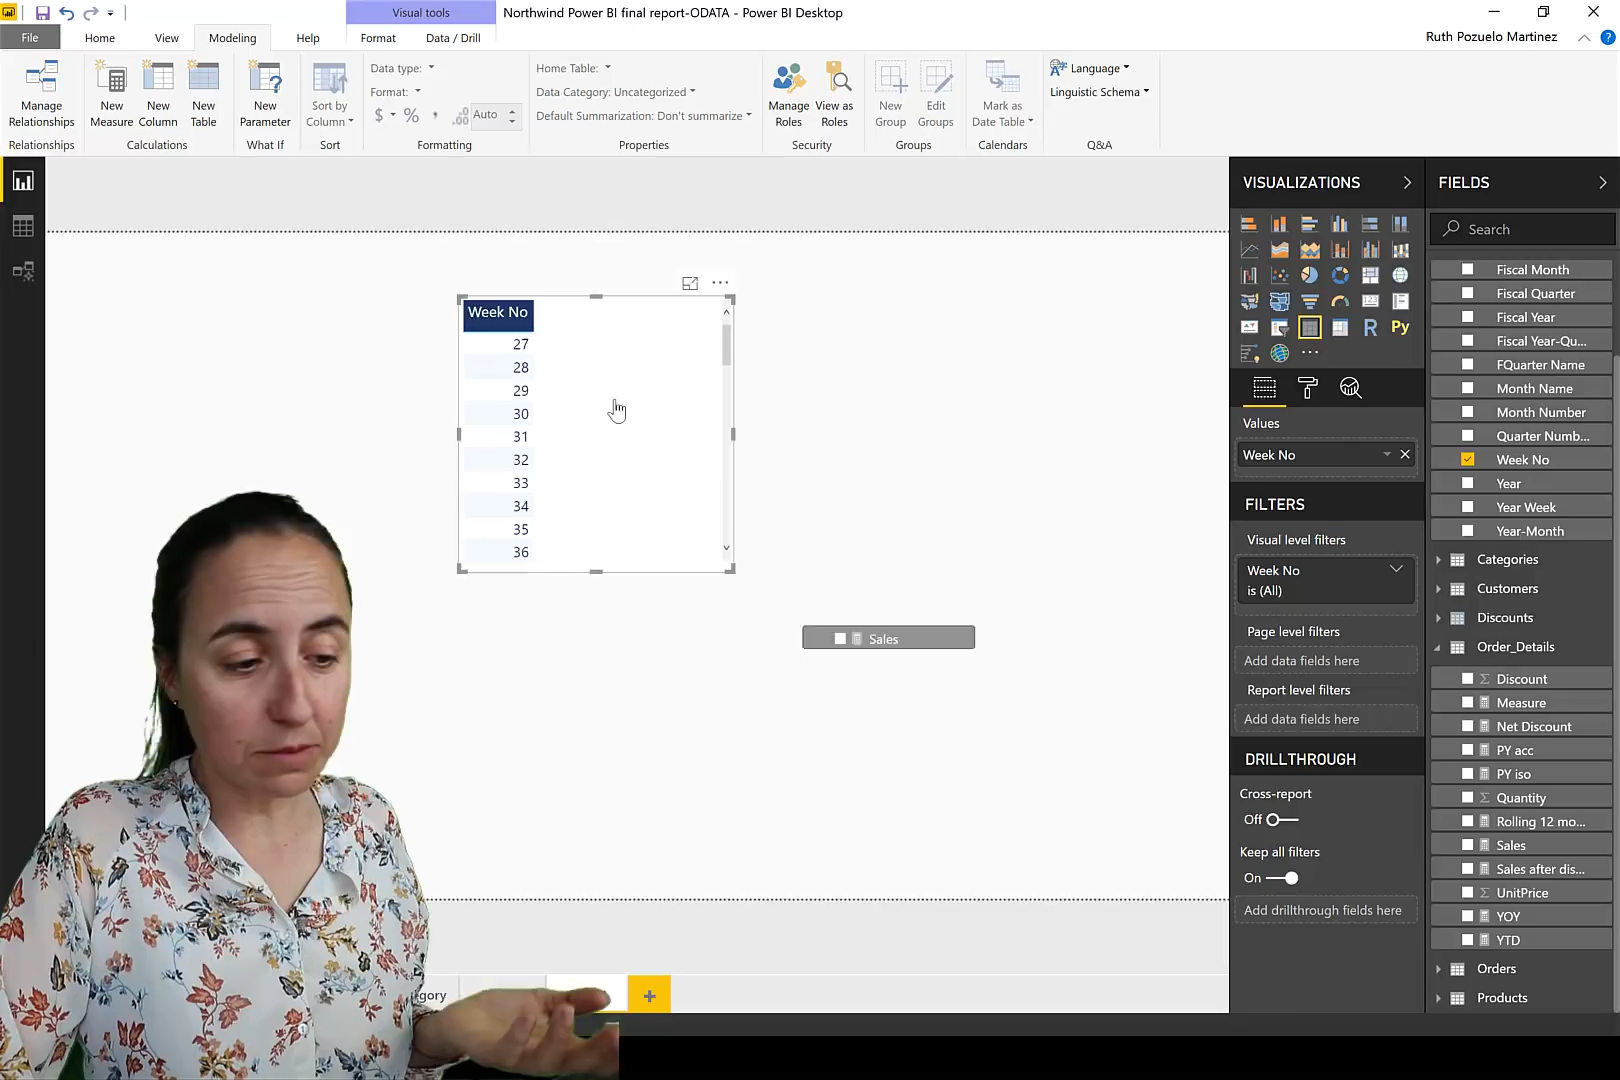 Visual tools
Northwind Power BI final report-ODATA - Power BI Desktop
File
Home
View
Modeling
Help
Format
Data / Drill
Ruth Pozuelo Martinez
Manage Relationships
New Measure
New Column
New Table
New Parameter
Sort by Column
Data type:
Format:
$ % , .00 Auto
Home Table:
Data Category: Uncategorized
Default Summarization: Don't summarize
Manage Roles
View as Roles
New Group
Edit Groups
Mark as Date Table
Language
Linguistic Schema
Relationships
Calculations
What If
Sort
Formatting
Properties
Security
Groups
Calendars
Q&A
Week No
27
28
29
30
31
32
33
34
35
36
Sales
gory
VISUALIZATIONS
R
Py
Values
Week No
FILTERS
Visual level filters
Week No
is (All)
Page level filters
Add data fields here
Report level filters
Add data fields here
DRILLTHROUGH
Cross-report
Off
Keep all filters
On
Add drillthrough fields here
FIELDS
Search
Fiscal Month
Fiscal Quarter
Fiscal Year
Fiscal Year-Qu...
FQuarter Name
Month Name
Month Number
Quarter Numb...
Week No
Year
Year Week
Year-Month
Categories
Customers
Discounts
Order_Details
Discount
Measure
Net Discount
PY acc
PY iso
Quantity
Rolling 12 mo...
Sales
Sales after dis...
UnitPrice
YOY
YTD
Orders
Products